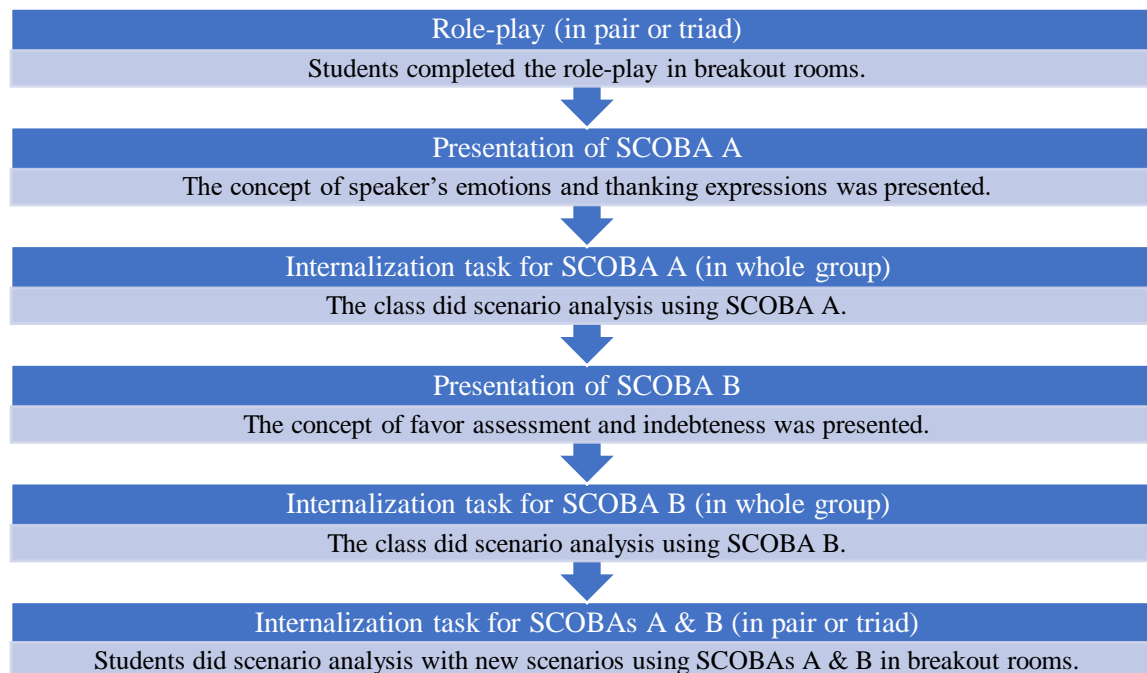 Role-play (in pair or triad)
Students completed the role-play in breakout rooms.
Presentation of SCOBA A
The concept of speaker’s emotions and thanking expressions was presented.
Internalization task for SCOBA A (in whole group)
The class did scenario analysis using SCOBA A.
Presentation of SCOBA B
The concept of favor assessment and indebteness was presented.
Internalization task for SCOBA B (in whole group)
The class did scenario analysis using SCOBA B.
Internalization task for SCOBAs A & B (in pair or triad)
Students did scenario analysis with new scenarios using SCOBAs A & B in breakout rooms.